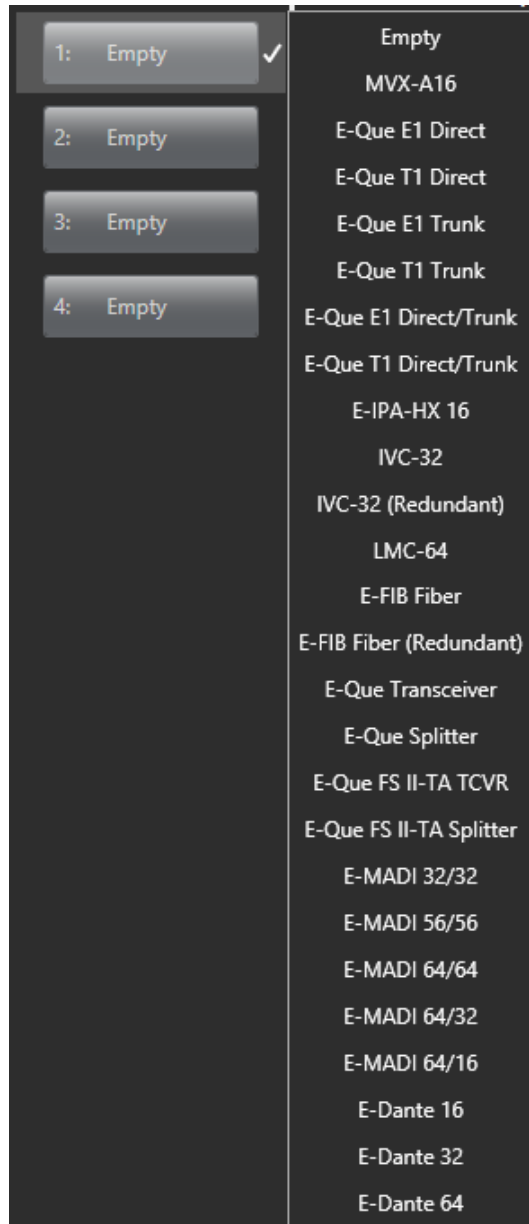 1: Empty
2: Empty
3: Empty
4: Empty
Empty
MVX-A16
E-Que E1 Direct
E-Que T1 Direct
E-Que E1 Trunk
E-Que T1 Trunk
E-Que E1 Direct/Trunk
E-Que T1 Direct/Trunk
E-IPA-HX 16
IVC-32
IVC-32 (Redundant)
LMC-64
E-FIB Fiber
E-FIB Fiber (Redundant)
E-Que Transceiver
E-Que Splitter
E-Que FS II-TA TCVR
E-Que FS II-TA Splitter
E-MADI 32/32
E-MADI 56/56
E-MADI 64/64
E-MADI 64/32
E-MADI 64/16
E-Dante 16
E-Dante 32
E-Dante 64